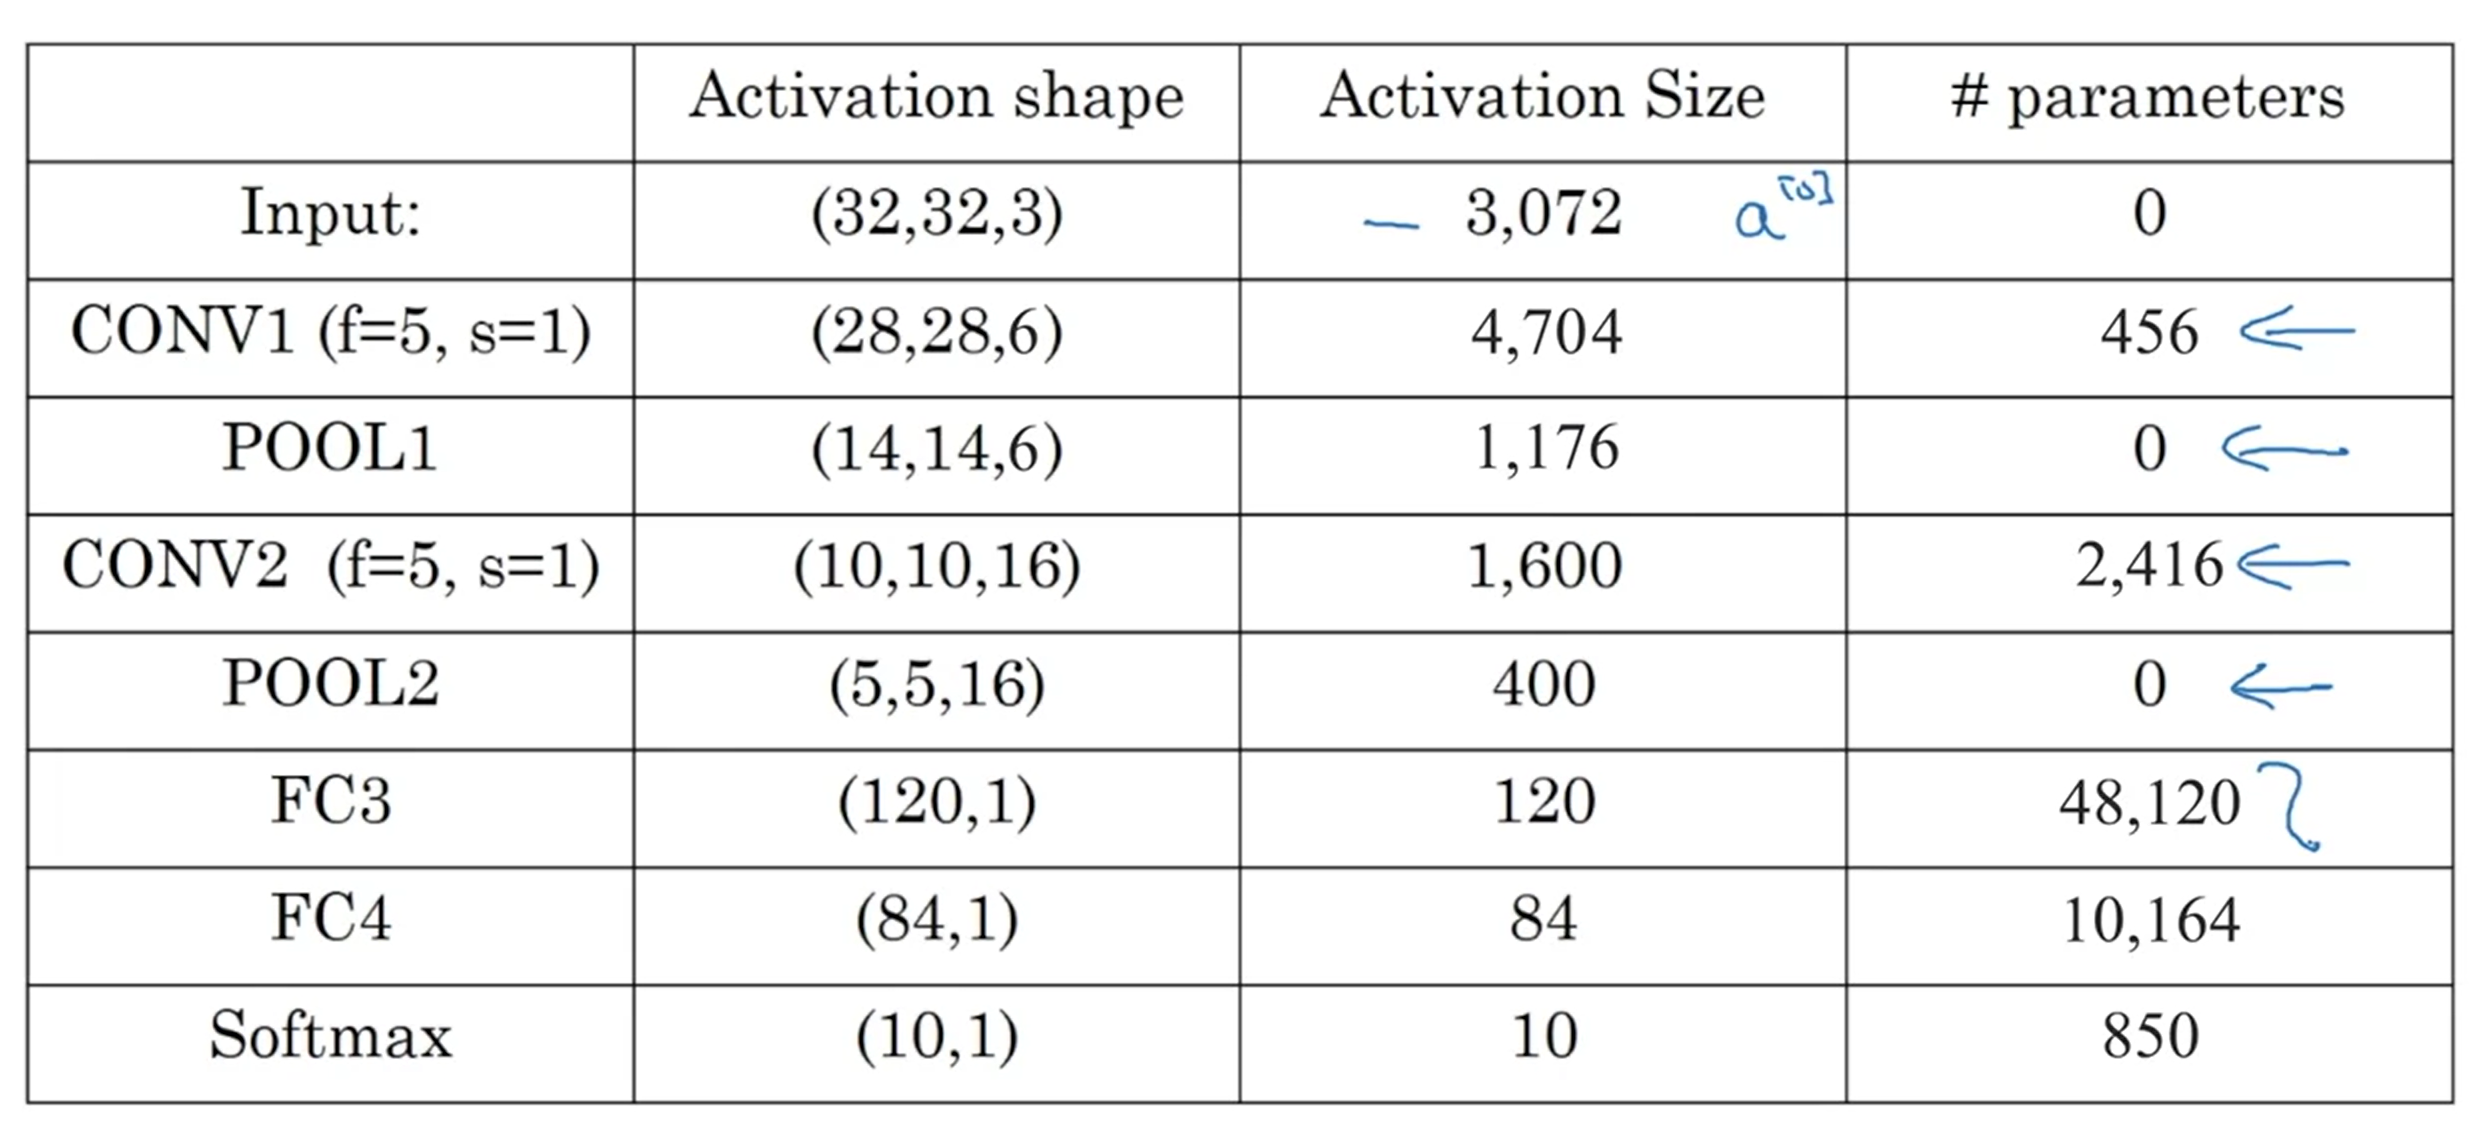 Activation shape Activation Size # parameters
Input: (32,32,3) – 3,072 a[0] 0
CONV1 (f=5, s=1) (28,28,6) 4,704 456 ←
POOL1 (14,14,6) 1,176 0 ←
CONV2 (f=5, s=1) (10,10,16) 1,600 2,416 ←
POOL2 (5,5,16) 400 0 ←
FC3 (120,1) 120 48,120
FC4 (84,1) 84 10,164
Softmax (10,1) 10 850